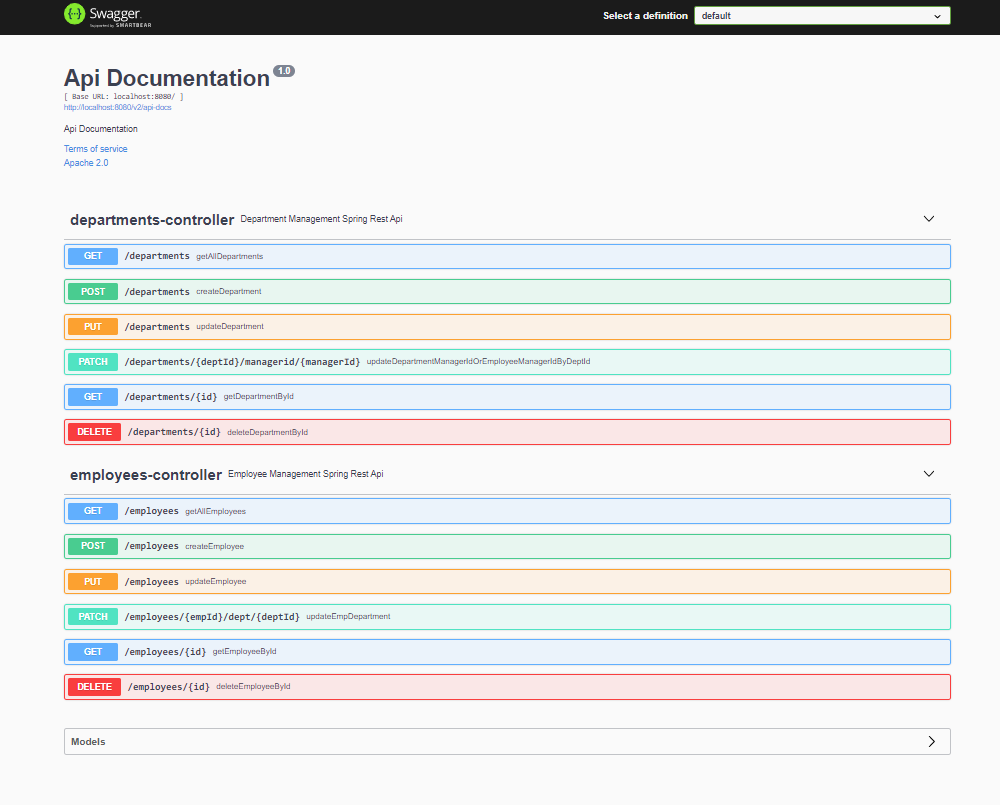 Swagger.
Supported by SMARTBEAR
Select a definition
default
Api Documentation 1.0
[ Base URL: localhost:8080/ ]
http://localhost:8080/v2/api-docs
Api Documentation
Terms of service
Apache 2.0
departments-controller Department Management Spring Rest Api
GET /departments getAllDepartments
POST /departments createDepartment
PUT /departments updateDepartment
PATCH /departments/{deptId}/managerid/{managerId} updateDepartmentManagerIdOrEmployeeManagerIdByDeptId
GET /departments/{id} getDepartmentById
DELETE /departments/{id} deleteDepartmentById
employees-controller Employee Management Spring Rest Api
GET /employees getAllEmployees
POST /employees createEmployee
PUT /employees updateEmployee
PATCH /employees/{empId}/dept/{deptId} updateEmpDepartment
GET /employees/{id} getEmployeeById
DELETE /employees/{id} deleteEmployeeById
Models